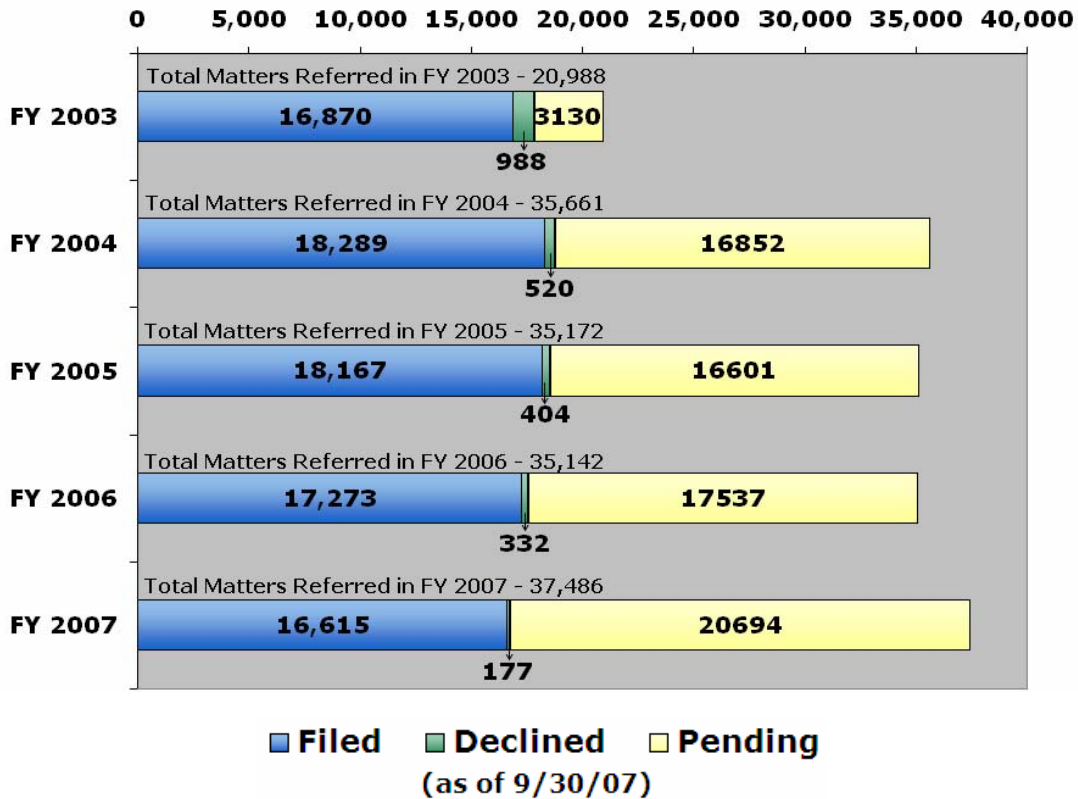 0 5,000 10,000 15,000 20,000 25,000 30,000 35,000 40,000
Total Matters Referred in FY 2003 - 20,988
FY 2003 16,870 3130
988
Total Matters Referred in FY 2004 - 35,661
FY 2004 18,289 16852
520
Total Matters Referred in FY 2005 - 35,172
FY 2005 18,167 16601
404
Total Matters Referred in FY 2006 - 35,142
FY 2006 17,273 17537
332
Total Matters Referred in FY 2007 - 37,486
FY 2007 16,615 20694
177
Filed Declined Pending
(as of 9/30/07)